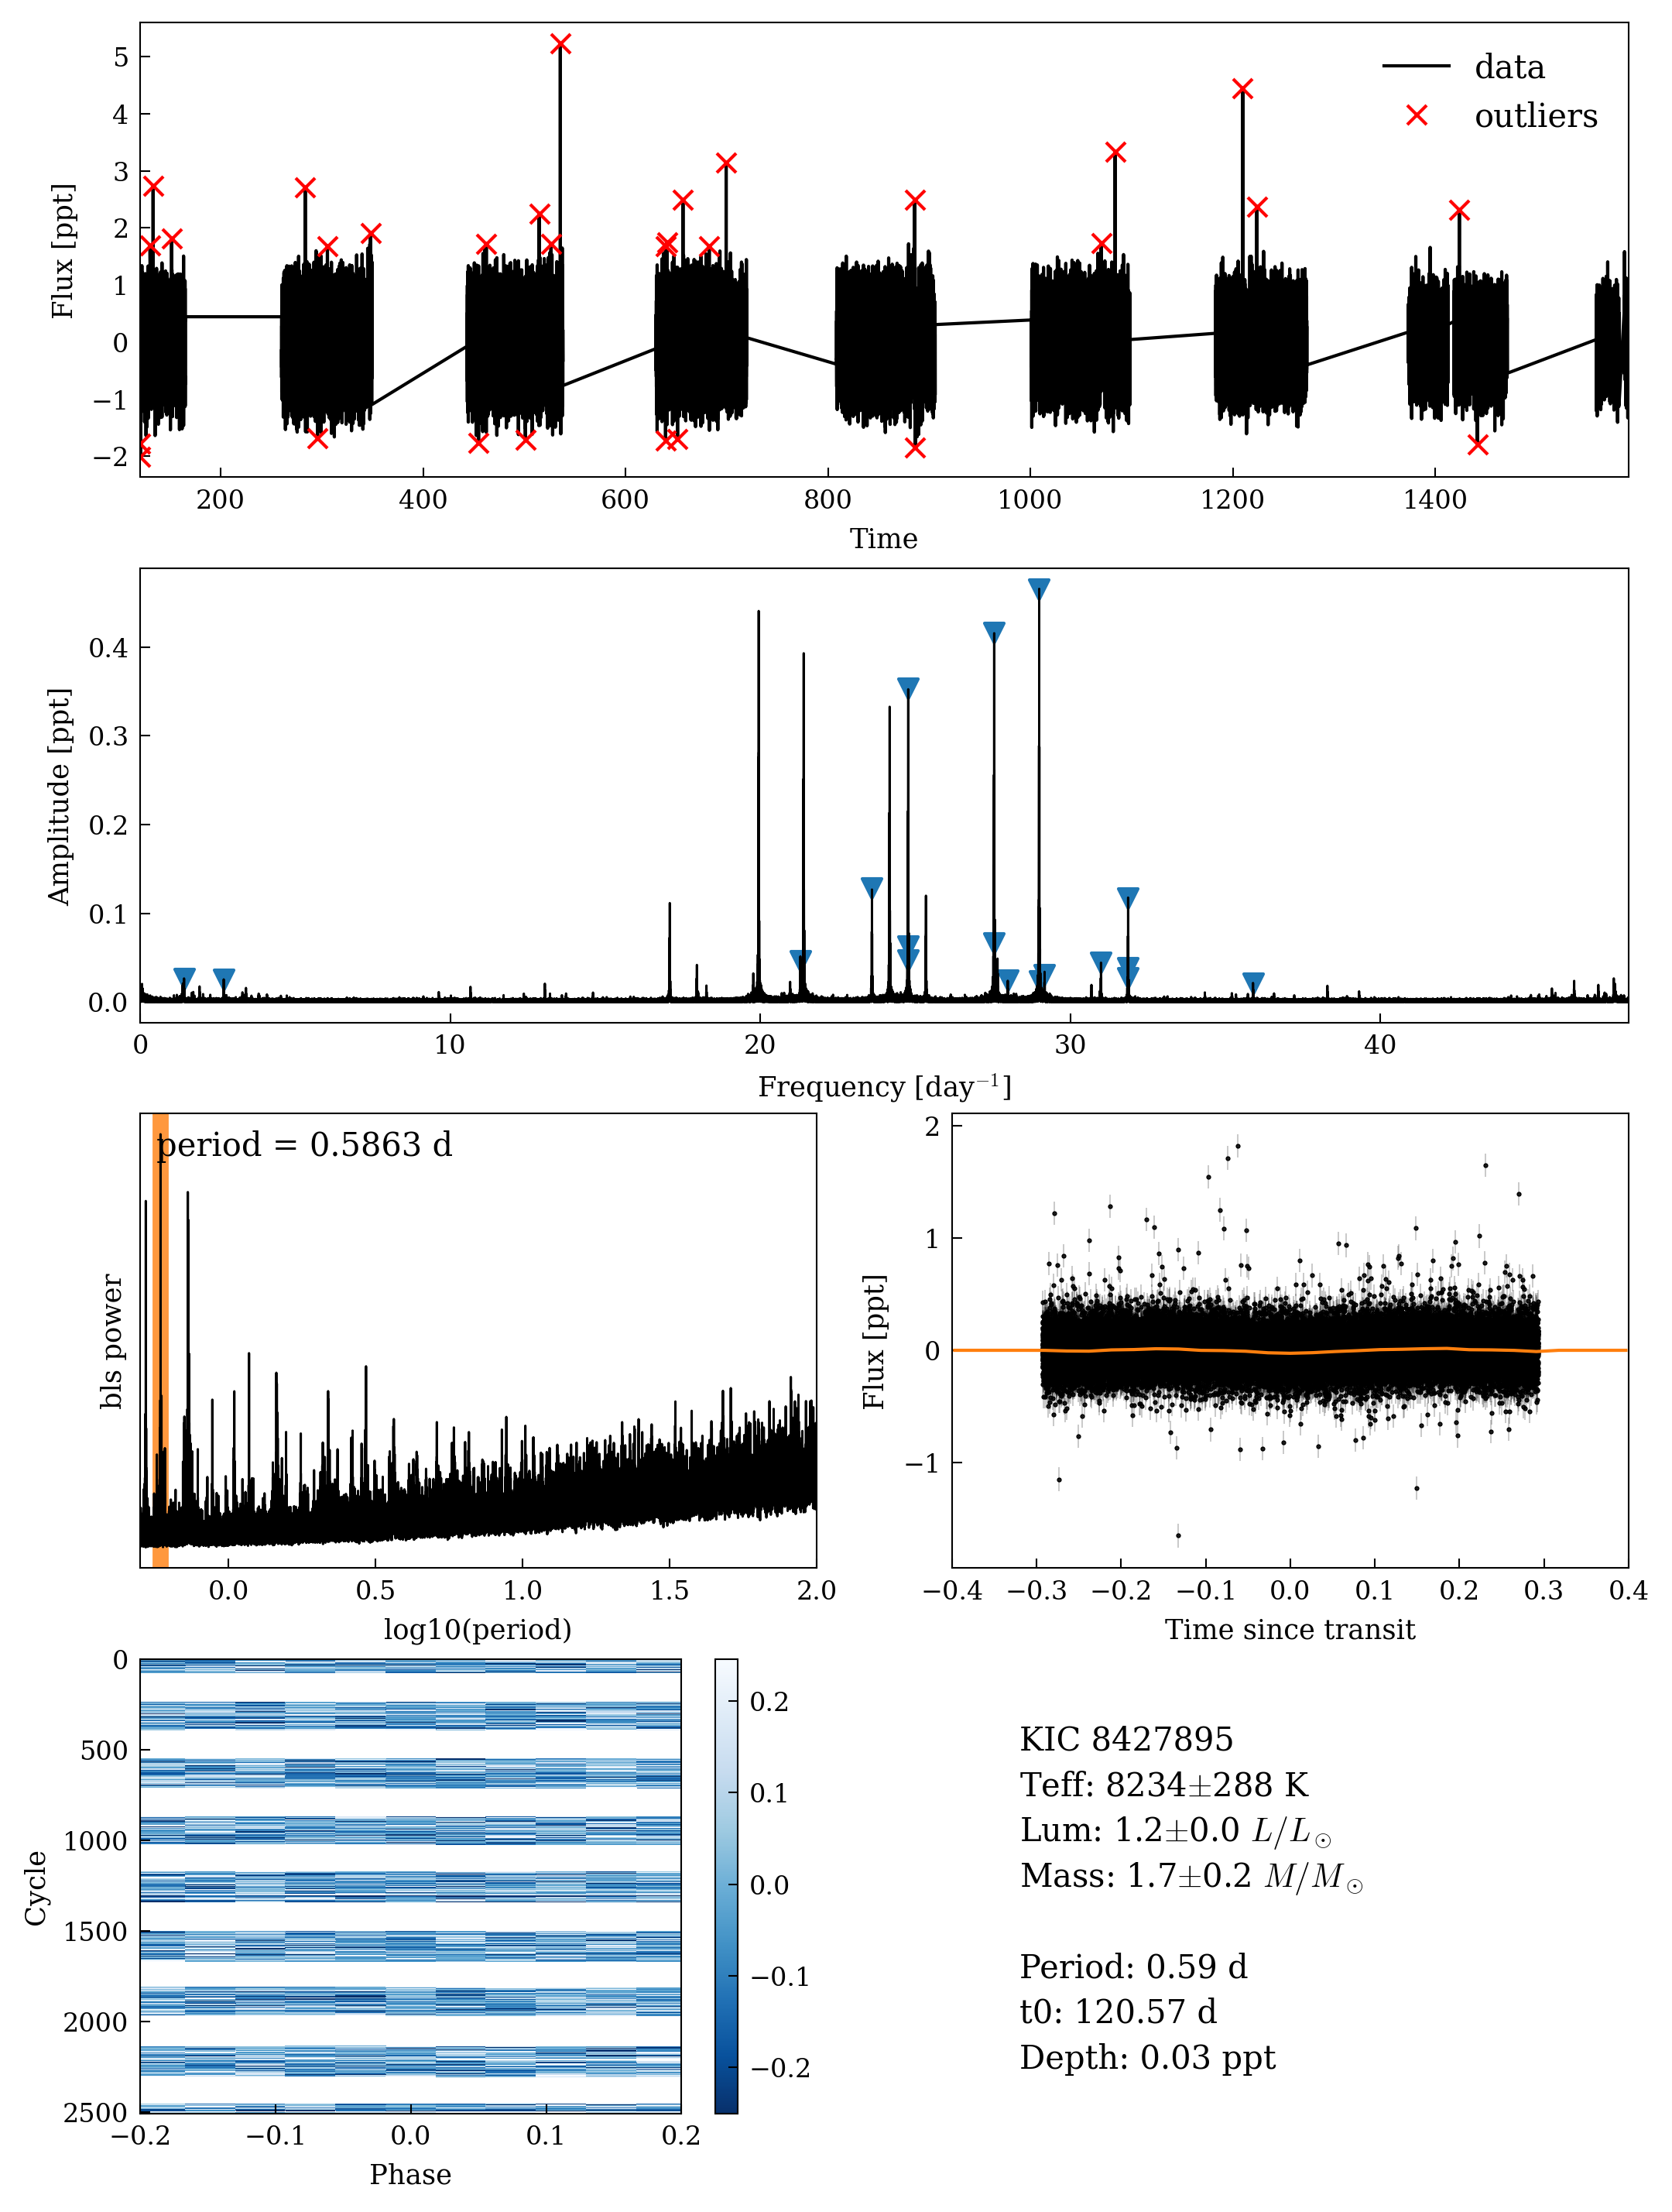 5
4
3
2
1
0
−1
−2
Flux [ppt]
data
outliers
200 400 600 800 1000 1200 1400
Time
0.4
0.3
0.2
0.1
0.0
Amplitude [ppt]
0 10 20 30 40
Frequency [day⁻¹]
period = 0.5863 d
bls power
0.0 0.5 1.0 1.5 2.0
log10(period)
2
1
0
−1
Flux [ppt]
−0.4 −0.3 −0.2 −0.1 0.0 0.1 0.2 0.3 0.4
Time since transit
0
500
1000
1500
2000
2500
Cycle
−0.2 −0.1 0.0 0.1 0.2
Phase
0.2
0.1
0.0
−0.1
−0.2
KIC 8427895
Teff: 8234±288 K
Lum: 1.2±0.0 L/L⊙
Mass: 1.7±0.2 M/M⊙
Period: 0.59 d
t0: 120.57 d
Depth: 0.03 ppt